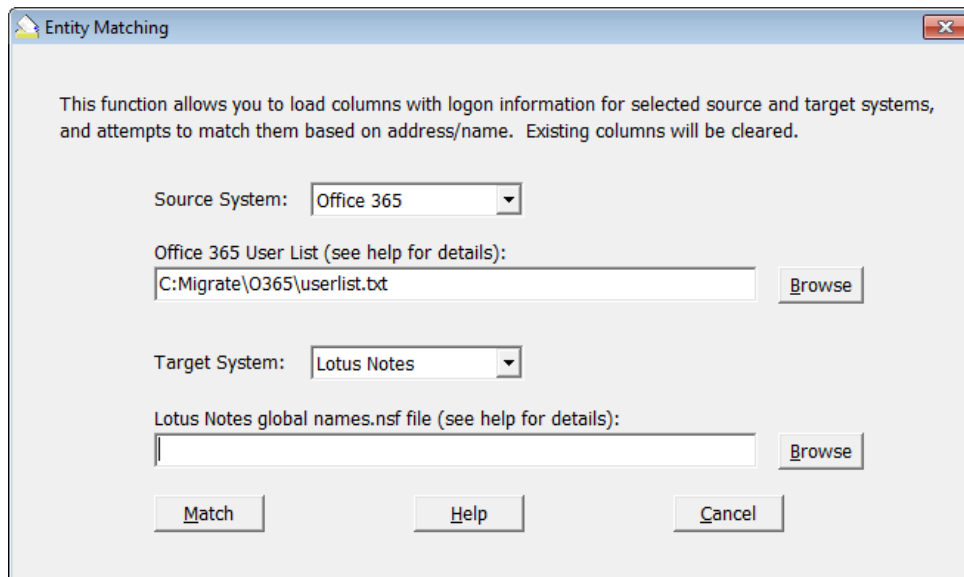 Entity Matching
This function allows you to load columns with logon information for selected source and target systems,
and attempts to match them based on address/name. Existing columns will be cleared.
Source System: Office 365
Office 365 User List (see help for details):
C:Migrate\O365\userlist.txt Browse
Target System: Lotus Notes
Lotus Notes global names.nsf file (see help for details):
Browse
Match Help Cancel